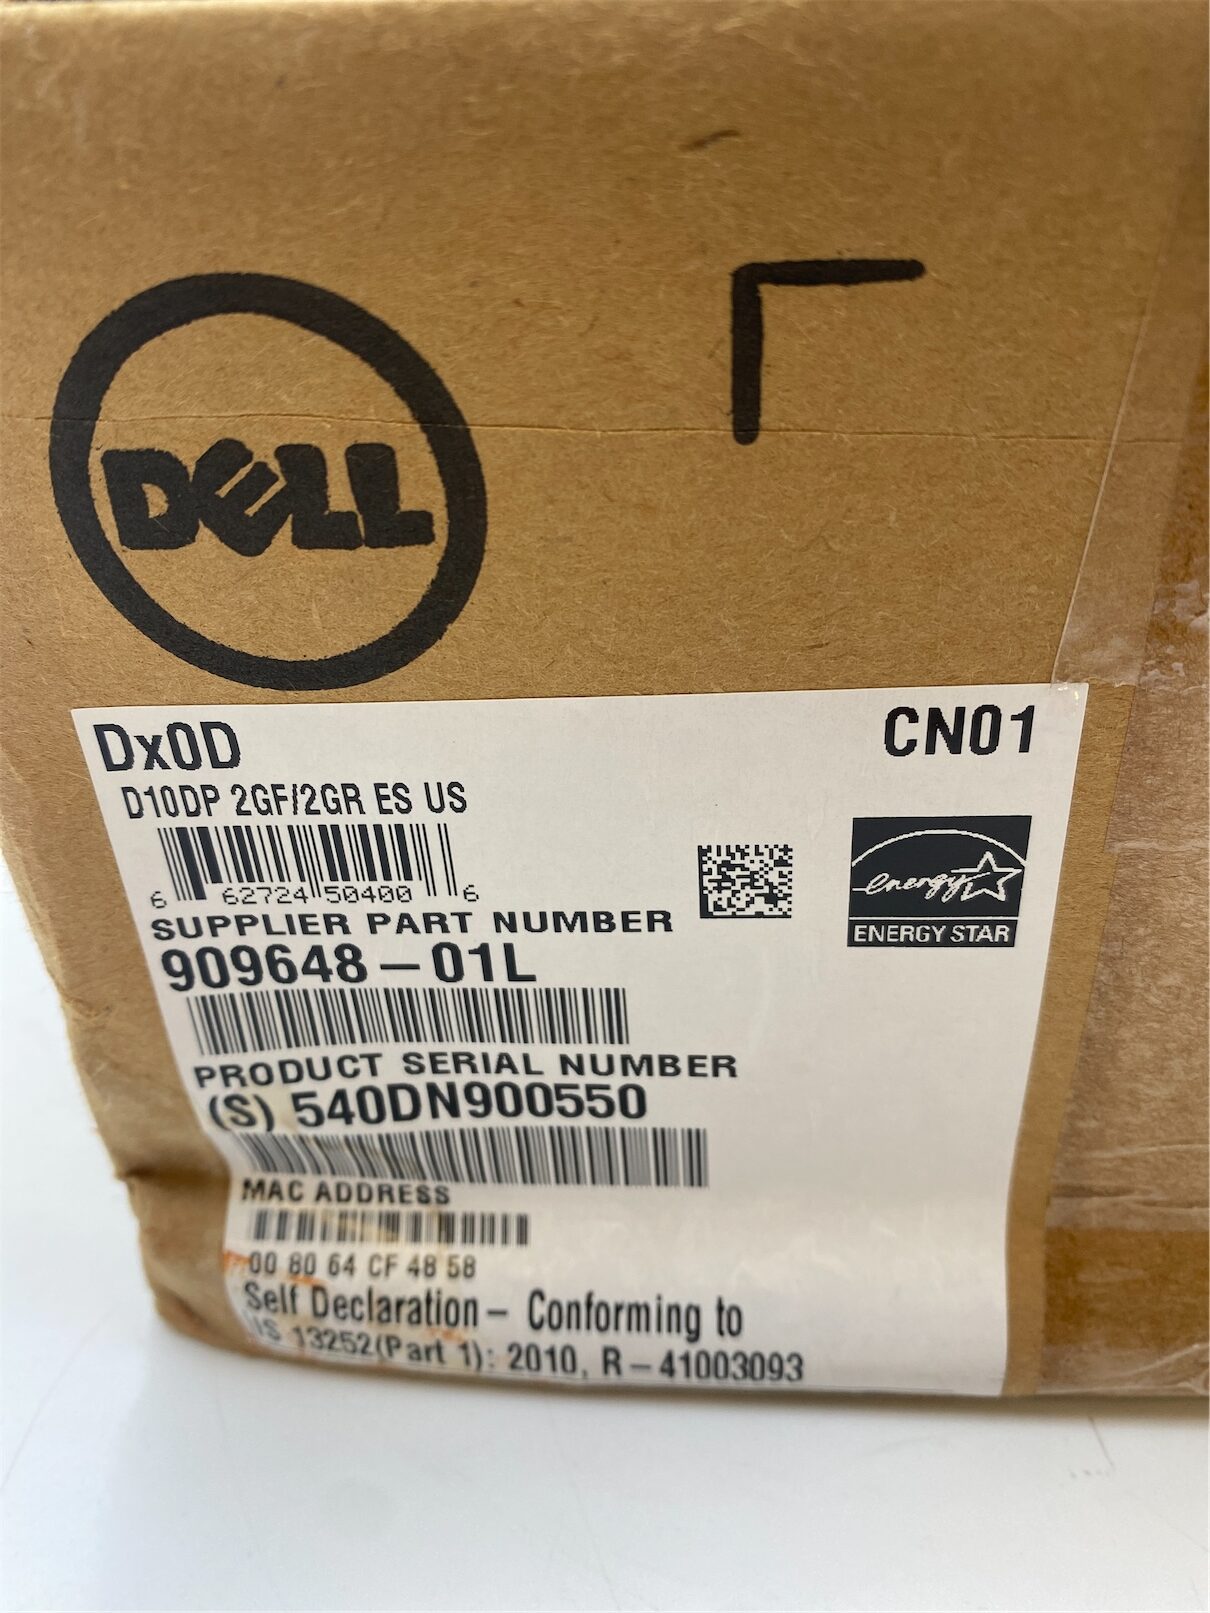 DELL
Dx0D
CN01
D10DP 2GF/2GR ES US
6 62724 50400 6
energy
ENERGY STAR
SUPPLIER PART NUMBER
909648-01L
PRODUCT SERIAL NUMBER
(S) 540DN900550
MAC ADDRESS
00 80 64 CF 48 58
Self Declaration - Conforming to
IS 13252(Part 1): 2010, R-41003093